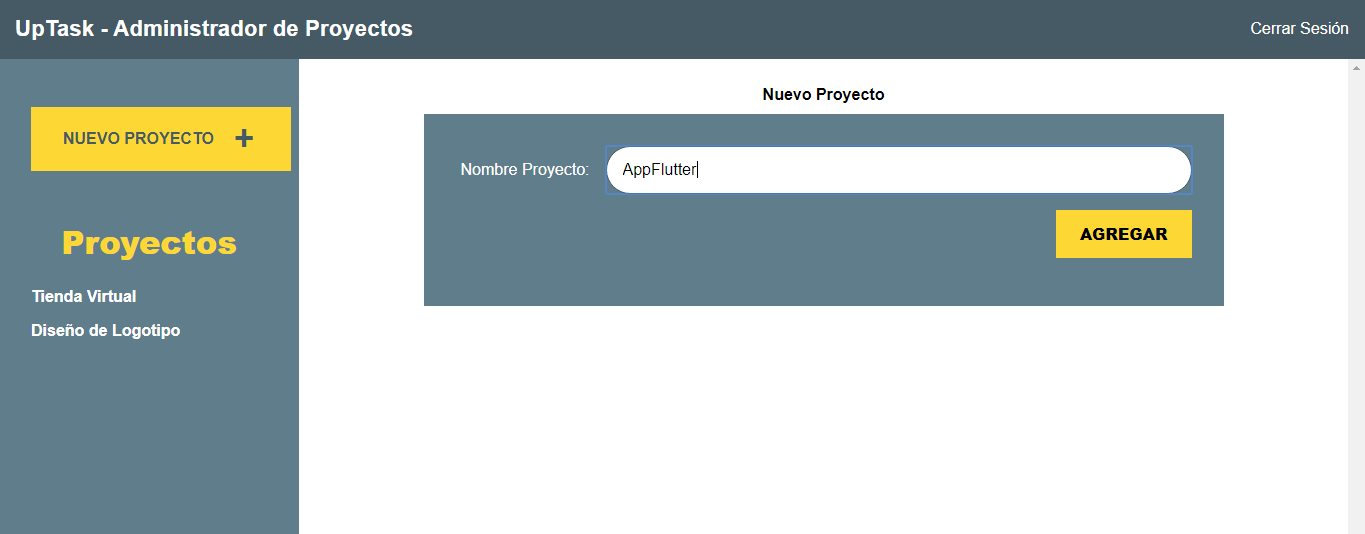 UpTask - Administrador de Proyectos
Cerrar Sesión
NUEVO PROYECTO +
Proyectos
Tienda Virtual
Diseño de Logotipo
Nuevo Proyecto
Nombre Proyecto: AppFlutter
AGREGAR